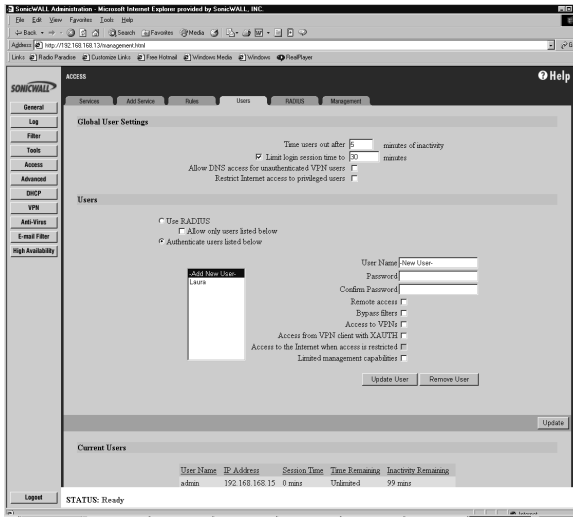 SonicWALL Administration - Microsoft Internet Explorer provided by SonicWALL, INC.
File Edit View Favorites Tools Help
Back
Search Favorites Media
Address http://192.168.168.13/management.html
Links Radio Paradise Customize Links Free Hotmail Windows Media Windows RealPlayer
SONICWALL
ACCESS
Help
Services Add Service Rules Users RADIUS Management
General
Log
Filter
Tools
Access
Advanced
DHCP
VPN
Anti-Virus
E-mail Filter
High Availability
Logout
Global User Settings
Time users out after 5 minutes of inactivity
Limit login session time to 30 minutes
Allow DNS access for unauthenticated VPN users
Restrict Internet access to privileged users
Users
Use RADIUS
Allow only users listed below
Authenticate users listed below
-Add New User-
Laura
User Name -New User-
Password
Confirm Password
Remote access
Bypass filters
Access to VPNs
Access from VPN client with XAUTH
Access to the Internet when access is restricted
Limited management capabilities
Update User Remove User
Update
Current Users
User Name IP Address Session Time Time Remaining Inactivity Remaining
admin 192.168.168.15 0 mins Unlimited 99 mins
STATUS: Ready
Internet